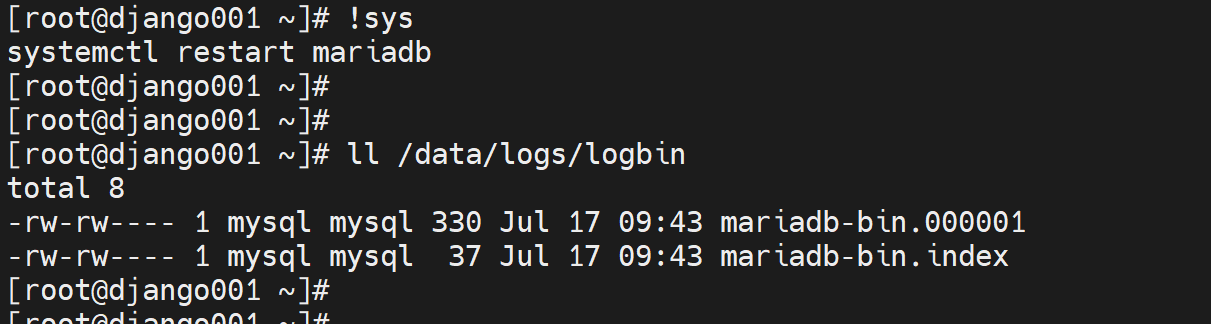 [root@django001 ~]# !sys
systemctl restart mariadb
[root@django001 ~]#
[root@django001 ~]#
[root@django001 ~]# ll /data/logs/logbin
total 8
-rw-rw---- 1 mysql mysql 330 Jul 17 09:43 mariadb-bin.000001
-rw-rw---- 1 mysql mysql  37 Jul 17 09:43 mariadb-bin.index
[root@django001 ~]#
[root@django001 ~]#